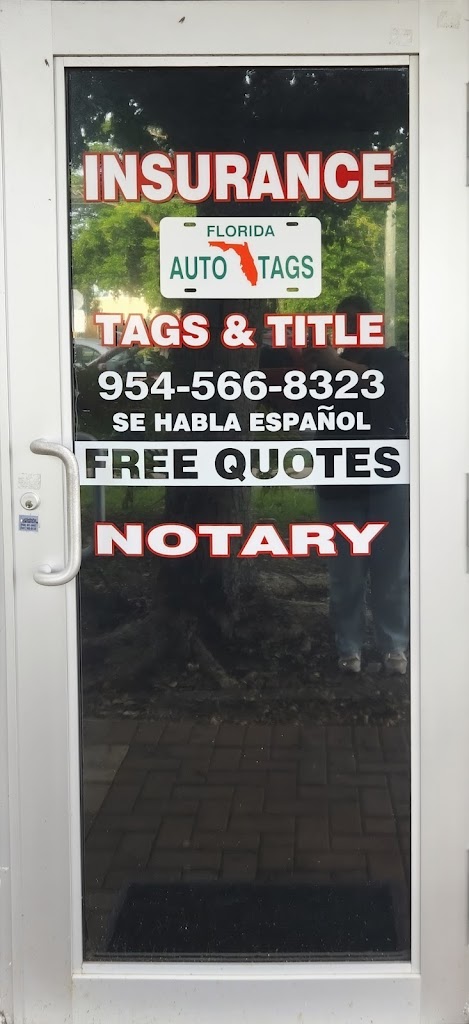 INSURANCE
FLORIDA
AUTO TAGS
TAGS & TITLE
954-566-8323
SE HABLA ESPAÑOL
FREE QUOTES
NOTARY